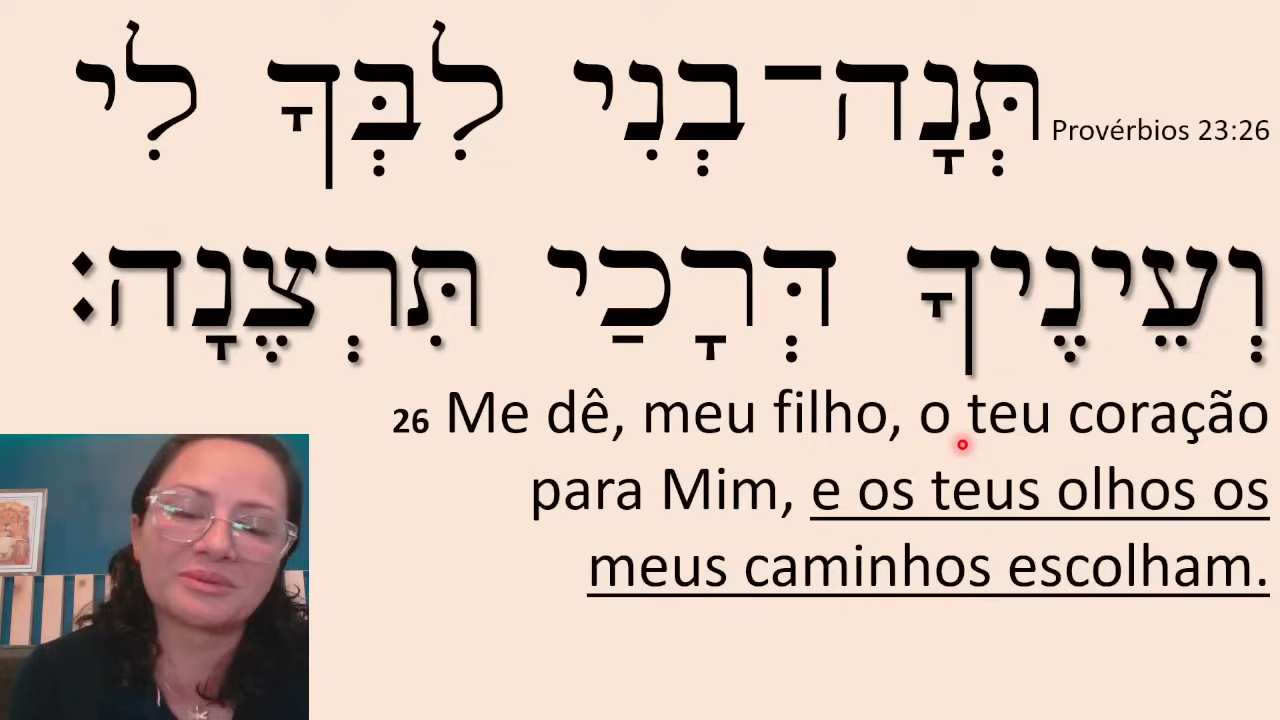 תְּנָה־בְנִי לִבְּךָ לִי Provérbios 23:26
וְעֵינֶיךָ דְּרָכַי תִּרְצֶנָה׃
26 Me dê, meu filho, o teu coração
para Mim, e os teus olhos os
meus caminhos escolham.